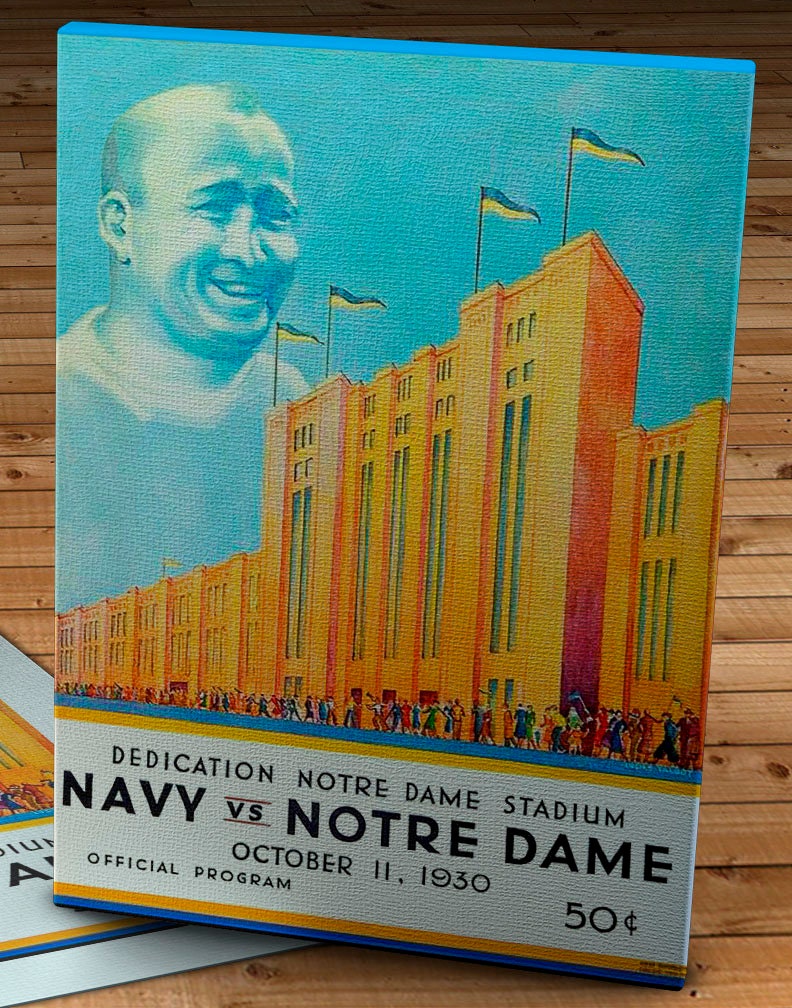 DEDICATION NOTRE DAME STADIUM
NAVY VS NOTRE DAME
OCTOBER 11, 1930
OFFICIAL PROGRAM
50¢